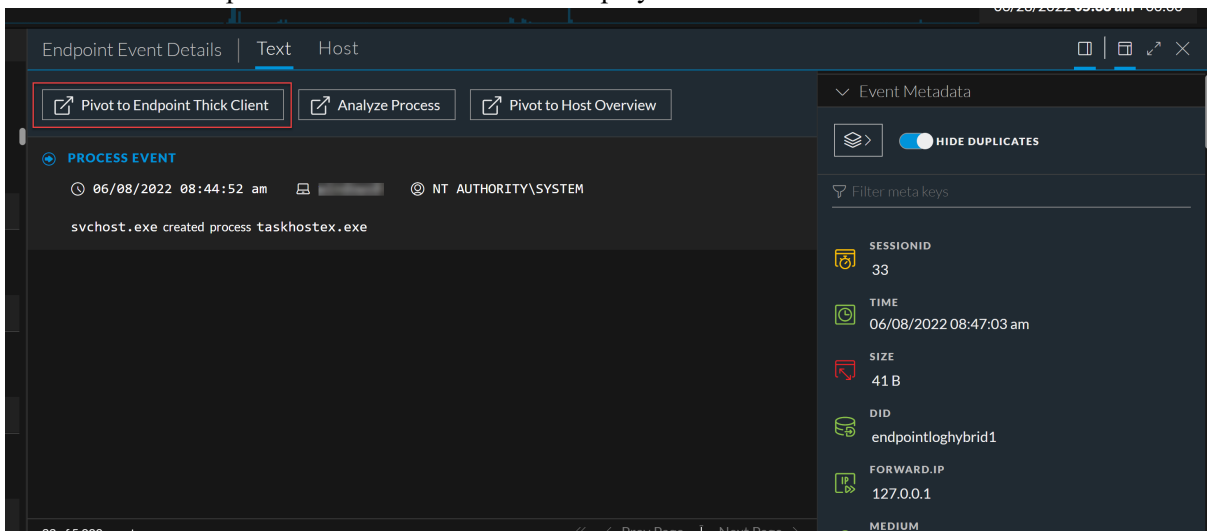 Endpoint Event Details | Text Host
Pivot to Endpoint Thick Client Analyze Process Pivot to Host Overview
PROCESS EVENT
06/08/2022 08:44:52 am NT AUTHORITY\SYSTEM
svchost.exe created process taskhostex.exe
Event Metadata
HIDE DUPLICATES
Filter meta keys
SESSIONID
33
TIME
06/08/2022 08:47:03 am
SIZE
41 B
DID
endpointloghybrid1
FORWARD.IP
127.0.0.1
MEDIUM
Prev Page Next Page